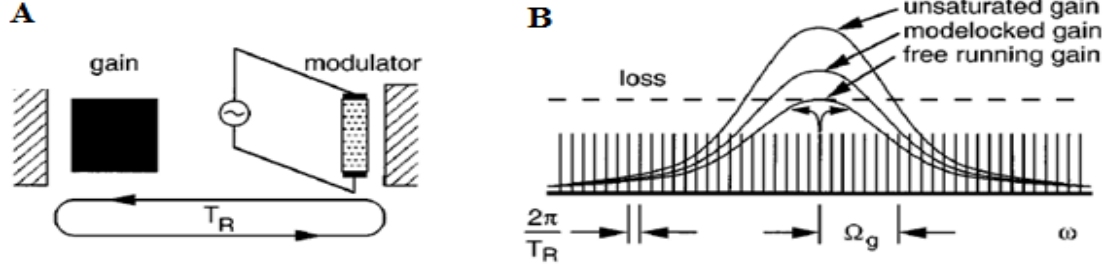 A
gain
modulator
T_R
B
unsaturated gain
modelocked gain
free running gain
loss
2π
T_R
Ω_g
ω